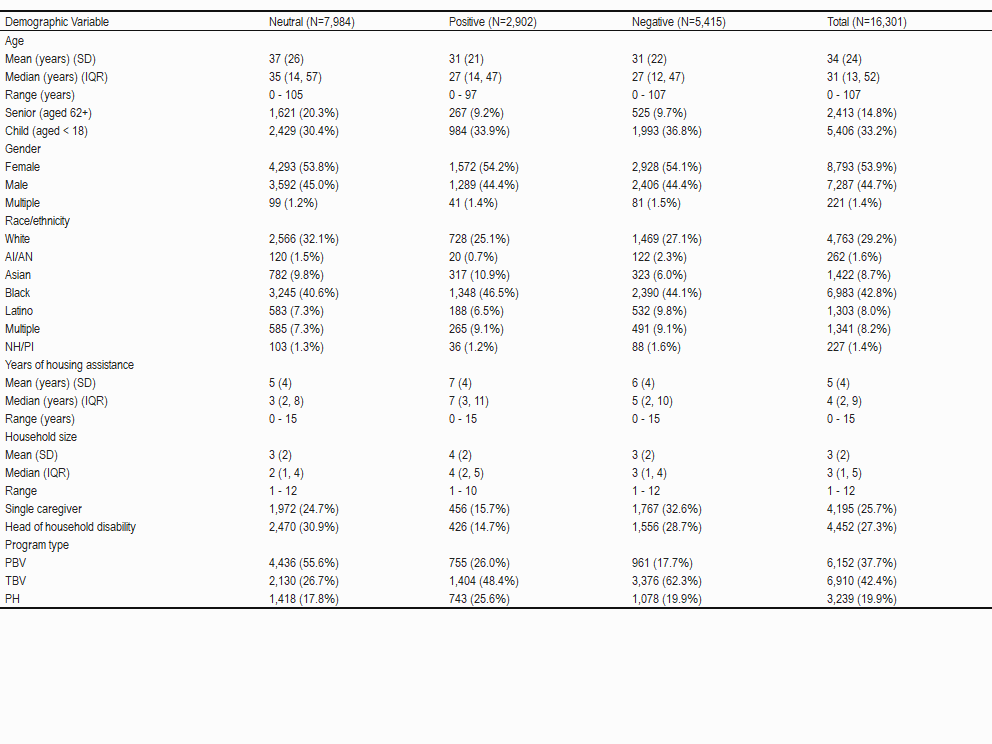 Demographic Variable Neutral (N=7,984) Positive (N=2,902) Negative (N=5,415) Total (N=16,301)
Age
Mean (years) (SD) 37 (26) 31 (21) 31 (22) 34 (24)
Median (years) (IQR) 35 (14, 57) 27 (14, 47) 27 (12, 47) 31 (13, 52)
Range (years) 0 - 105 0 - 97 0 - 107 0 - 107
Senior (aged 62+) 1,621 (20.3%) 267 (9.2%) 525 (9.7%) 2,413 (14.8%)
Child (aged < 18) 2,429 (30.4%) 984 (33.9%) 1,993 (36.8%) 5,406 (33.2%)
Gender
Female 4,293 (53.8%) 1,572 (54.2%) 2,928 (54.1%) 8,793 (53.9%)
Male 3,592 (45.0%) 1,289 (44.4%) 2,406 (44.4%) 7,287 (44.7%)
Multiple 99 (1.2%) 41 (1.4%) 81 (1.5%) 221 (1.4%)
Race/ethnicity
White 2,566 (32.1%) 728 (25.1%) 1,469 (27.1%) 4,763 (29.2%)
AI/AN 120 (1.5%) 20 (0.7%) 122 (2.3%) 262 (1.6%)
Asian 782 (9.8%) 317 (10.9%) 323 (6.0%) 1,422 (8.7%)
Black 3,245 (40.6%) 1,348 (46.5%) 2,390 (44.1%) 6,983 (42.8%)
Latino 583 (7.3%) 188 (6.5%) 532 (9.8%) 1,303 (8.0%)
Multiple 585 (7.3%) 265 (9.1%) 491 (9.1%) 1,341 (8.2%)
NH/PI 103 (1.3%) 36 (1.2%) 88 (1.6%) 227 (1.4%)
Years of housing assistance
Mean (years) (SD) 5 (4) 7 (4) 6 (4) 5 (4)
Median (years) (IQR) 3 (2, 8) 7 (3, 11) 5 (2, 10) 4 (2, 9)
Range (years) 0 - 15 0 - 15 0 - 15 0 - 15
Household size
Mean (SD) 3 (2) 4 (2) 3 (2) 3 (2)
Median (IQR) 2 (1, 4) 4 (2, 5) 3 (1, 4) 3 (1, 5)
Range 1 - 12 1 - 10 1 - 12 1 - 12
Single caregiver 1,972 (24.7%) 456 (15.7%) 1,767 (32.6%) 4,195 (25.7%)
Head of household disability 2,470 (30.9%) 426 (14.7%) 1,556 (28.7%) 4,452 (27.3%)
Program type
PBV 4,436 (55.6%) 755 (26.0%) 961 (17.7%) 6,152 (37.7%)
TBV 2,130 (26.7%) 1,404 (48.4%) 3,376 (62.3%) 6,910 (42.4%)
PH 1,418 (17.8%) 743 (25.6%) 1,078 (19.9%) 3,239 (19.9%)